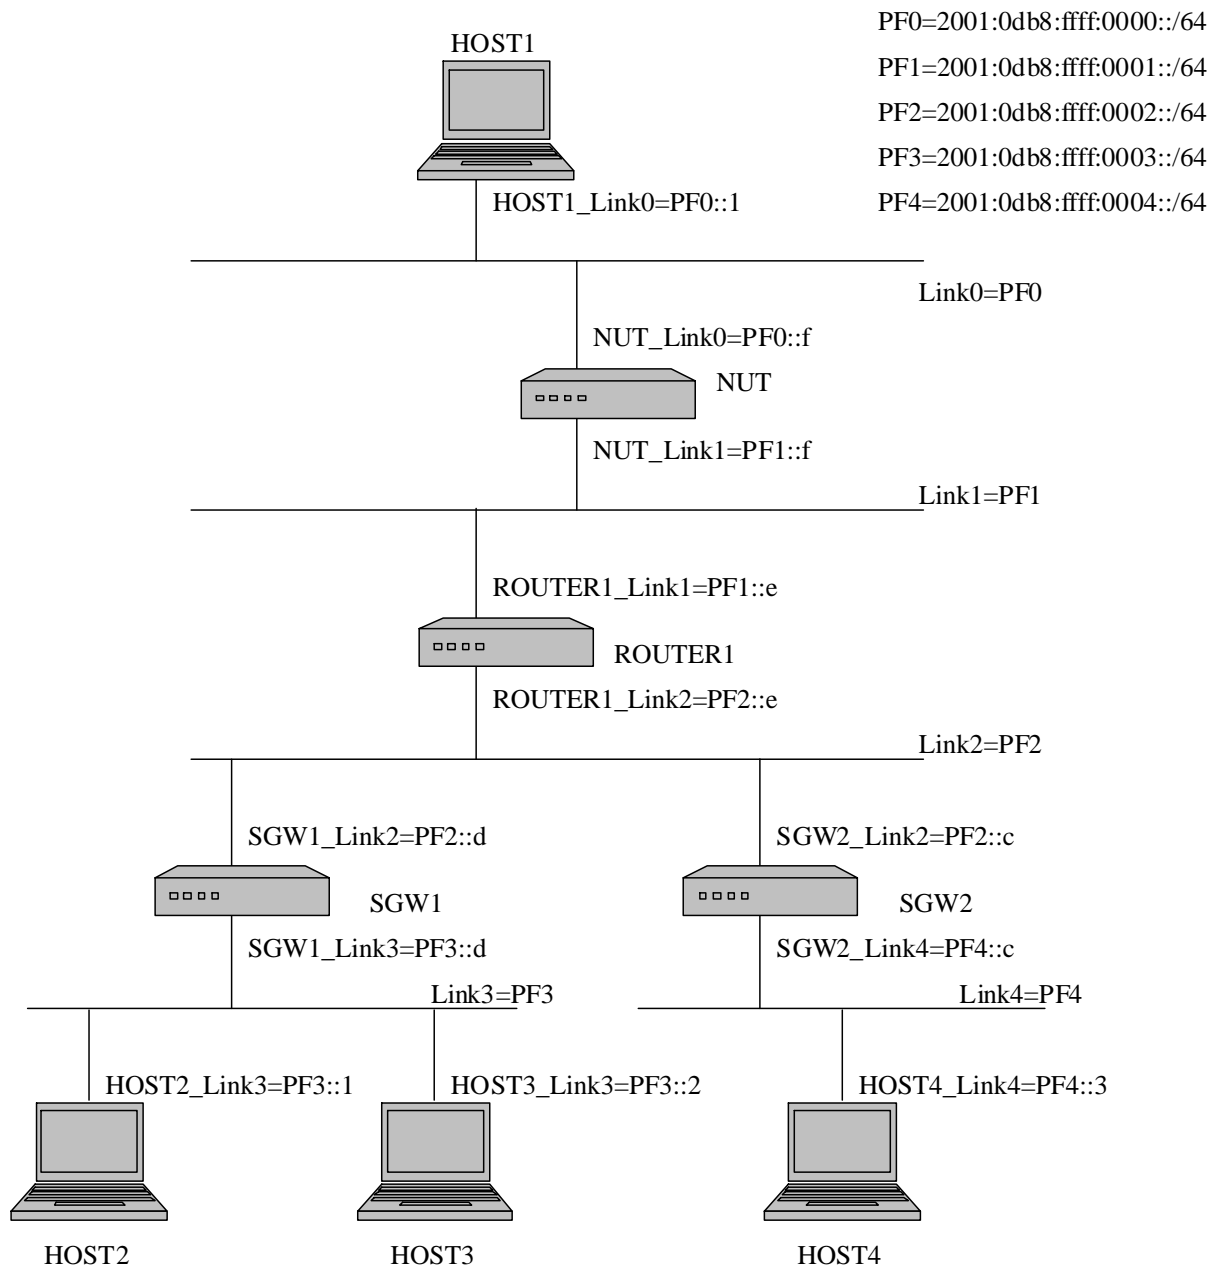 PF0=2001:0db8:ffff:0000::/64
HOST1
PF1=2001:0db8:ffff:0001::/64
PF2=2001:0db8:ffff:0002::/64
PF3=2001:0db8:ffff:0003::/64
HOST1_Link0=PF0::1
PF4=2001:0db8:ffff:0004::/64
Link0=PF0
NUT_Link0=PF0::f
NUT
NUT_Link1=PF1::f
Link1=PF1
ROUTER1_Link1=PF1::e
ROUTER1
ROUTER1_Link2=PF2::e
Link2=PF2
SGW1_Link2=PF2::d
SGW2_Link2=PF2::c
SGW1
SGW2
SGW1_Link3=PF3::d
SGW2_Link4=PF4::c
Link3=PF3
Link4=PF4
HOST2_Link3=PF3::1
HOST3_Link3=PF3::2
HOST4_Link4=PF4::3
HOST2
HOST3
HOST4